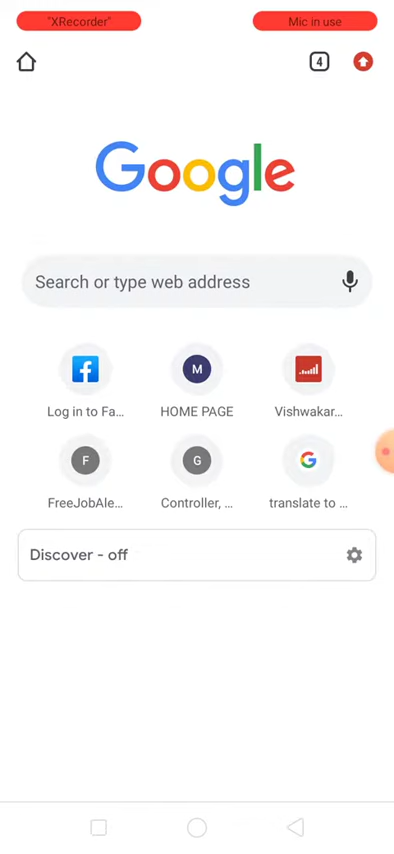 "XRecorder"
Mic in use
4
Google
Search or type web address
M
Log in to Fa...
HOME PAGE
Vishwakar...
F
G
G
FreeJobAle...
Controller, ...
translate to ...
Discover - off